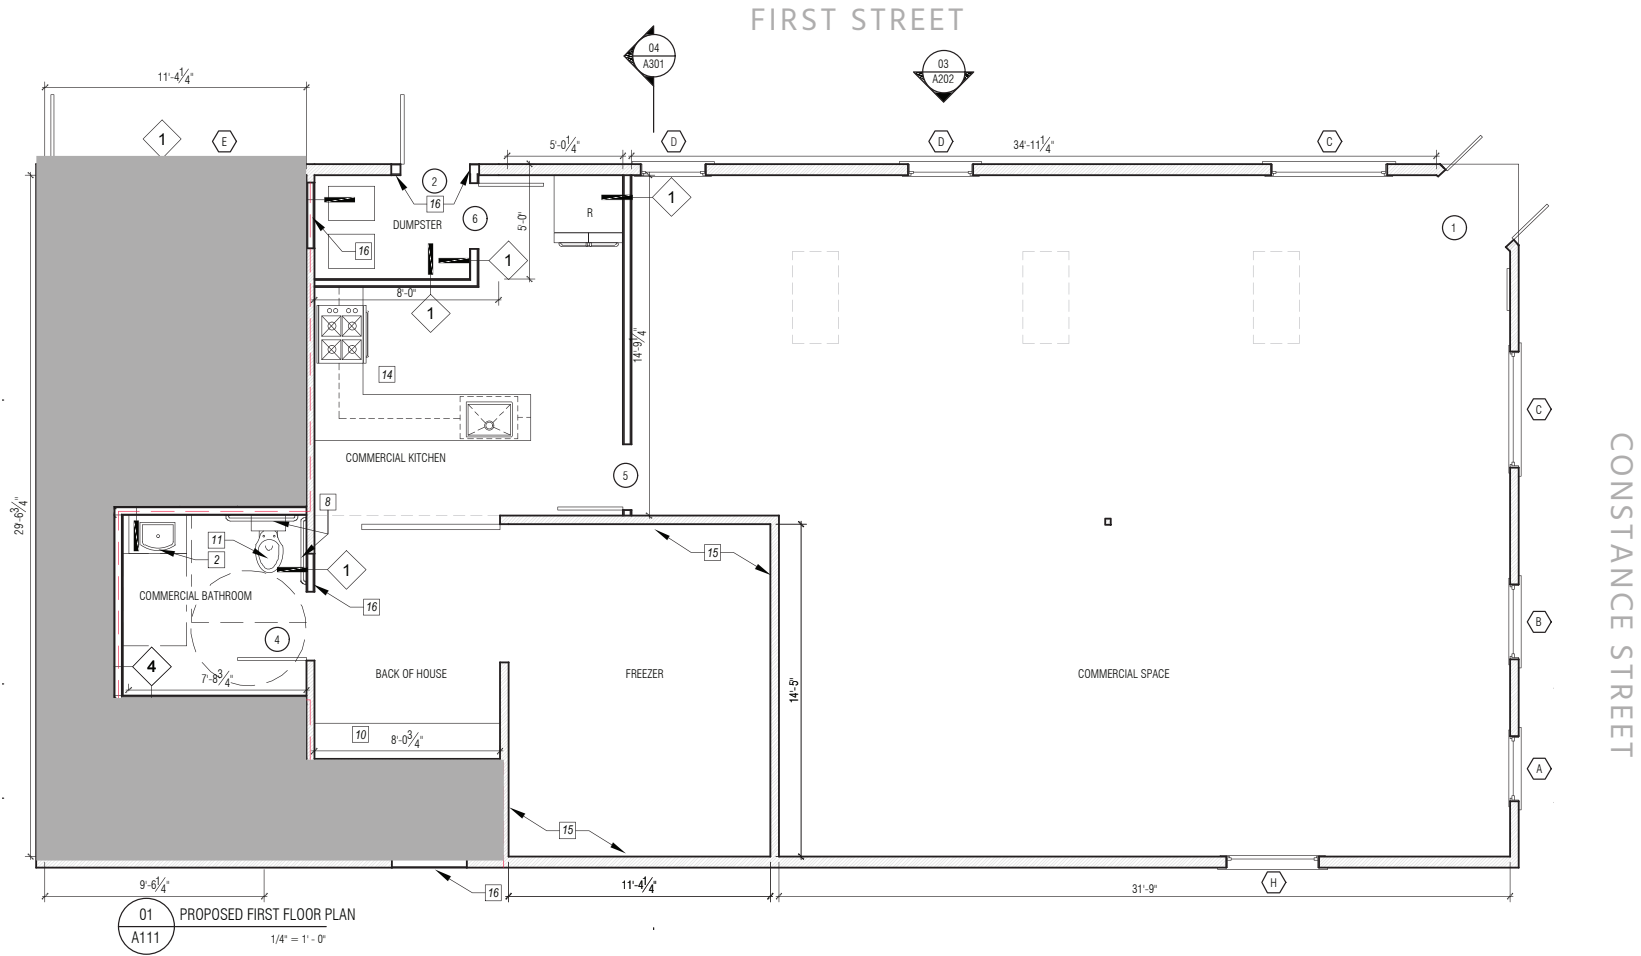 FIRST STREET
04
A301
03
A202
11'-4 1/4"
1
E
5'-0 1/4"
D
D
34'-11 1/4"
C
2
16
DUMPSTER
6
5'-0"
R
1
1
16
1
8'-0"
1
14'-9 1/4"
14
C
COMMERCIAL KITCHEN
5
CONSTANCE STREET
29'-6 3/4"
8
11
2
15
1
COMMERCIAL BATHROOM
16
4
B
4
7'-8 3/4"
BACK OF HOUSE
FREEZER
14'-5"
COMMERCIAL SPACE
10
8'-0 3/4"
A
15
9'-6 1/4"
16
11'-4 1/4"
31'-9"
H
01
A111
PROPOSED FIRST FLOOR PLAN
1/4" = 1' - 0"